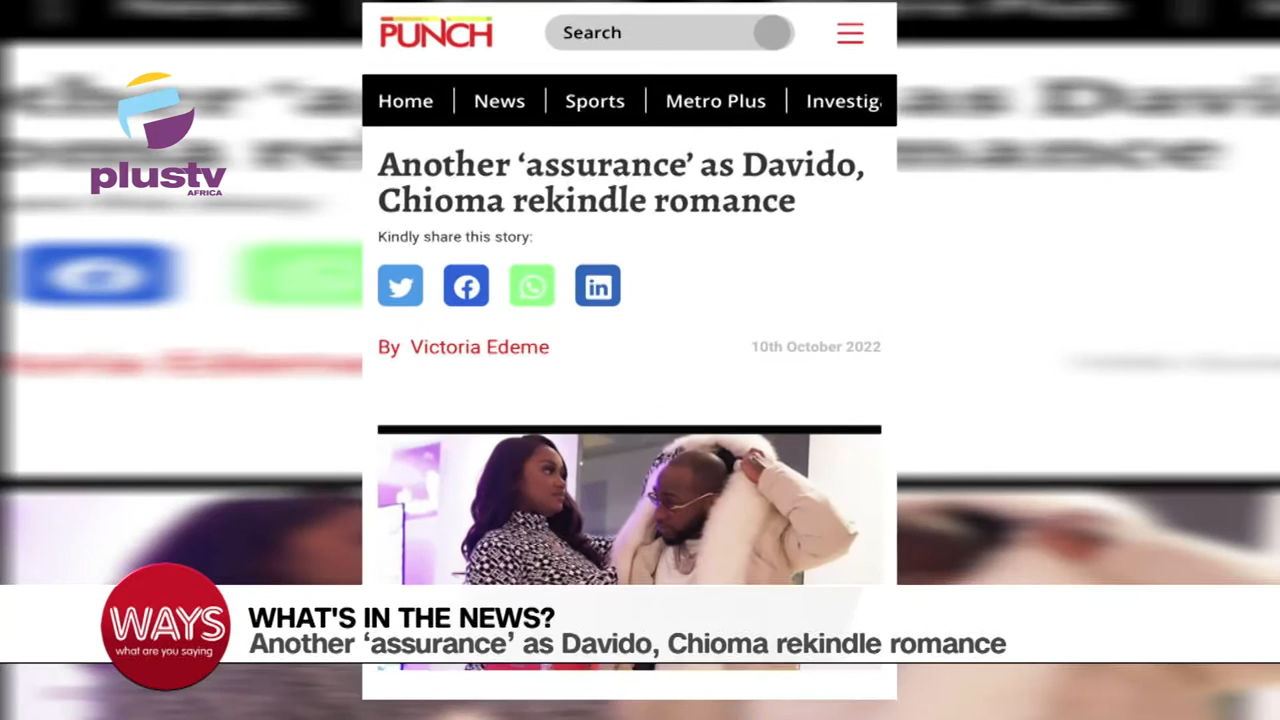 PUNCH
Search
Home
News
Sports
Metro Plus
Investig
plustv
AFRICA
Another ‘assurance’ as Davido,
Chioma rekindle romance
Kindly share this story:
By Victoria Edeme
10th October 2022
WAYS
what are you saying
WHAT'S IN THE NEWS?
Another ‘assurance’ as Davido, Chioma rekindle romance